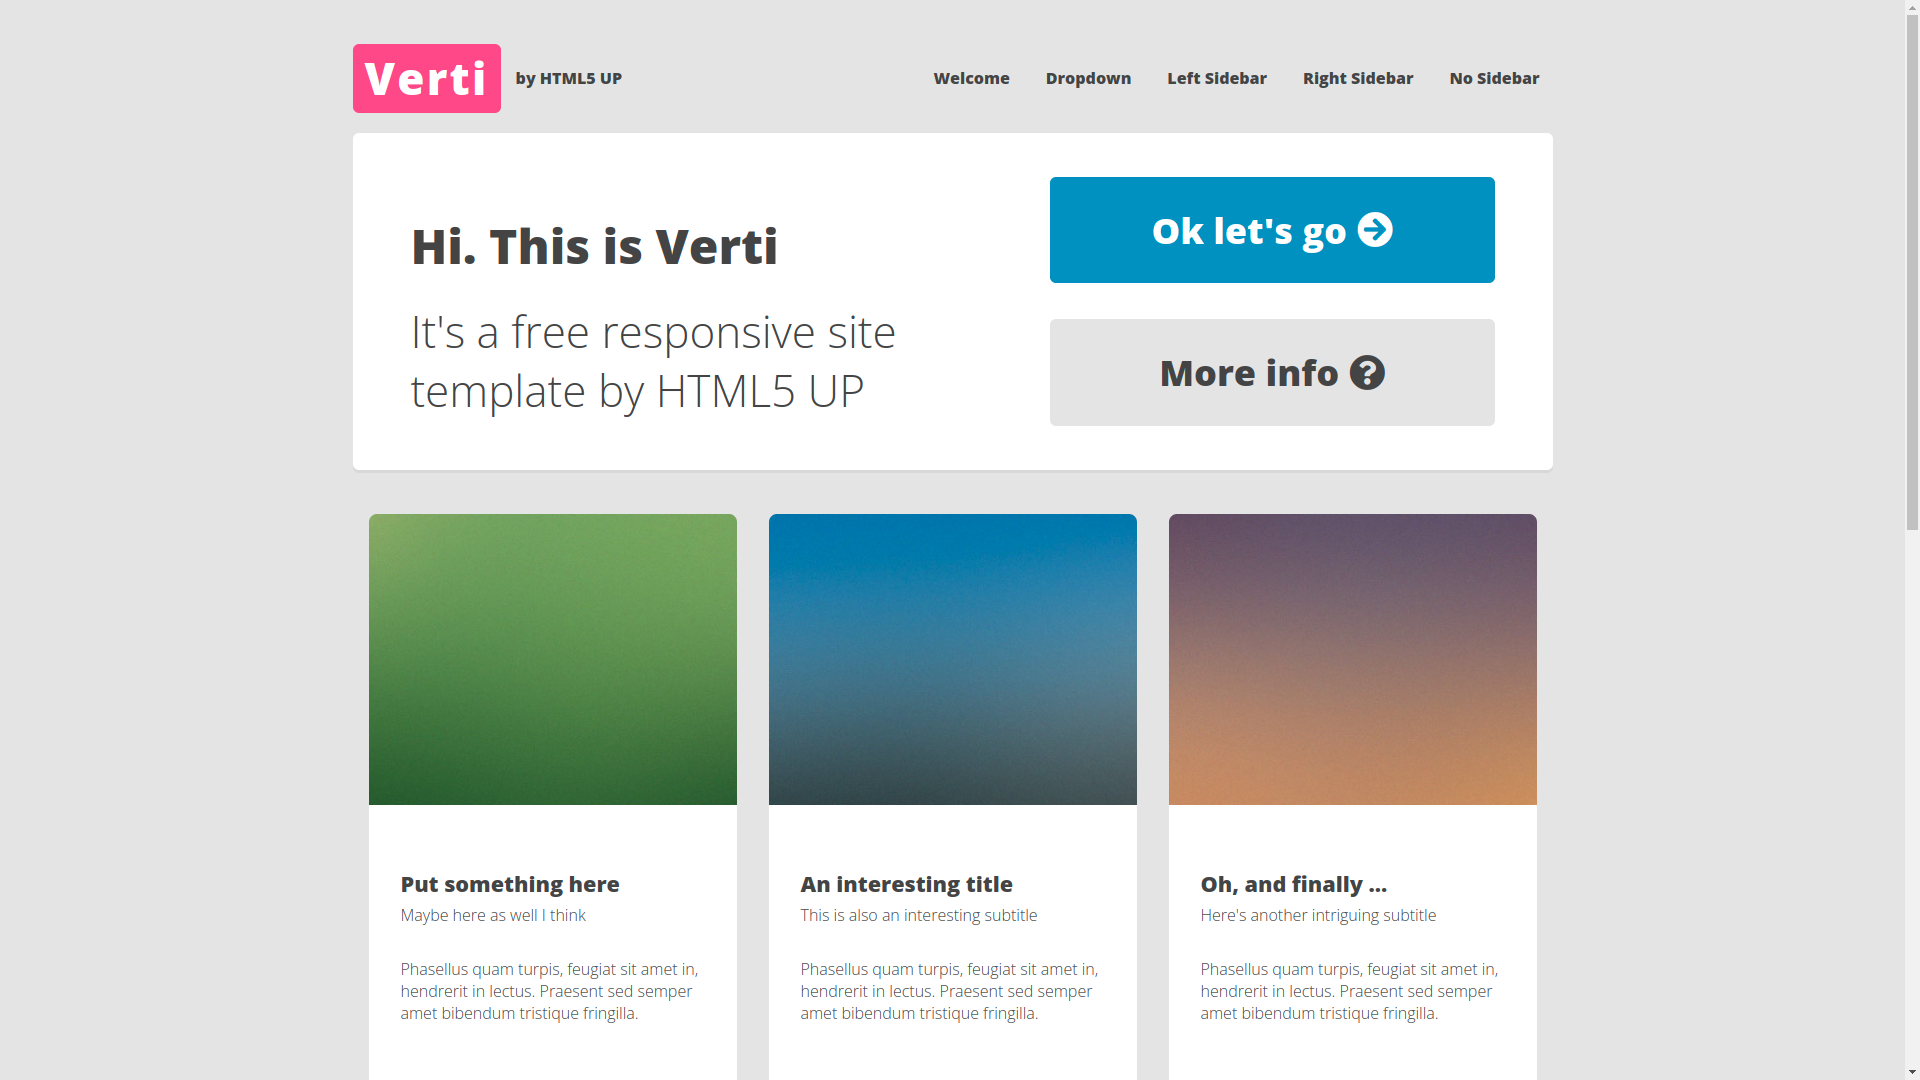 Verti
by HTML5 UP
Welcome
Dropdown
Left Sidebar
Right Sidebar
No Sidebar
Hi. This is Verti
It's a free responsive site
template by HTML5 UP
Ok let's go
More info
Put something here
Maybe here as well I think
Phasellus quam turpis, feugiat sit amet in,
hendrerit in lectus. Praesent sed semper
amet bibendum tristique fringilla.
An interesting title
This is also an interesting subtitle
Phasellus quam turpis, feugiat sit amet in,
hendrerit in lectus. Praesent sed semper
amet bibendum tristique fringilla.
Oh, and finally ...
Here's another intriguing subtitle
Phasellus quam turpis, feugiat sit amet in,
hendrerit in lectus. Praesent sed semper
amet bibendum tristique fringilla.